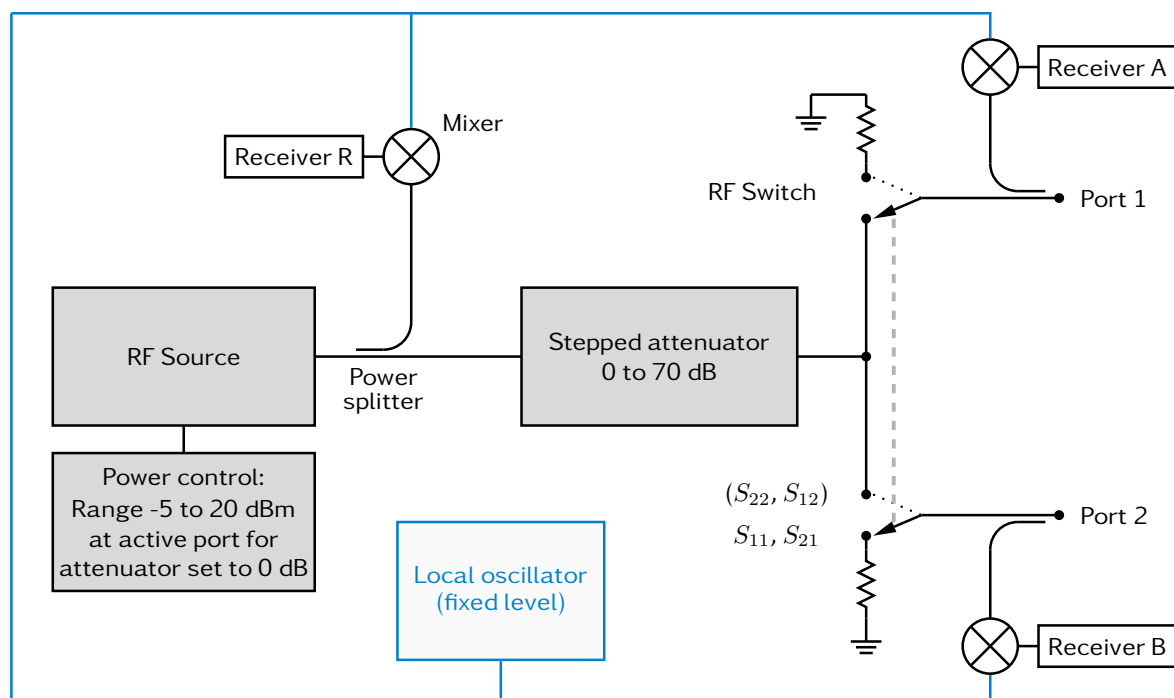 Receiver A
Mixer
Receiver R
RF Switch
Port 1
RF Source
Stepped attenuator
0 to 70 dB
Power
splitter
Power control:
Range -5 to 20 dBm
at active port for
attenuator set to 0 dB
(S₂₂, S₁₂)
S₁₁, S₂₁
Port 2
Local oscillator
(fixed level)
Receiver B